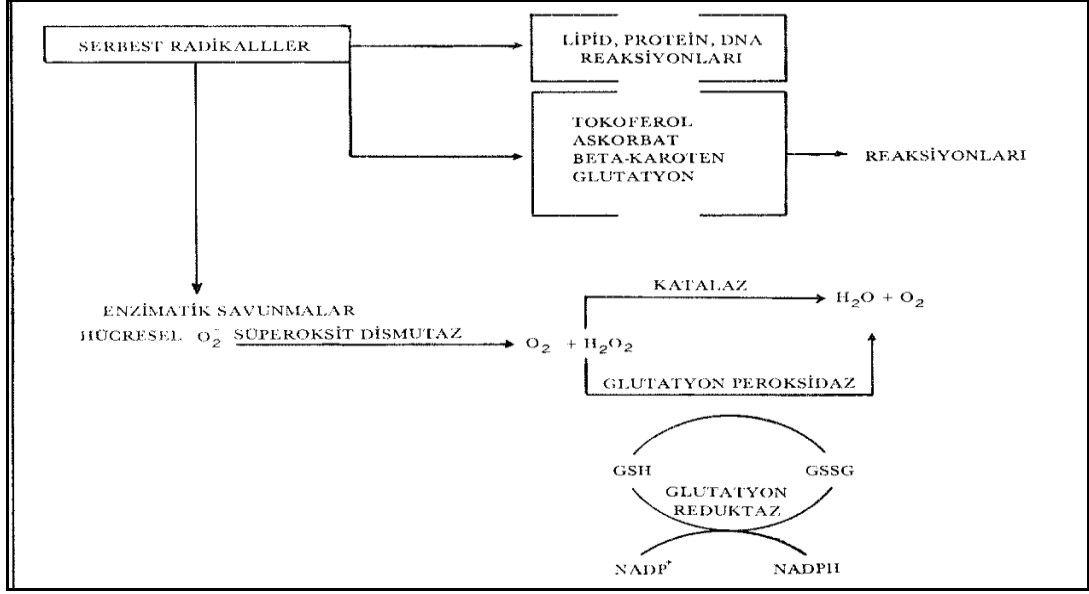 SERBEST RADİKALLLER
LİPİD, PROTEİN, DNA
REAKSİYONLARI
TOKOFEROL
ASKORBAT
BETA-KAROTEN
GLUTATYON
REAKSİYONLARI
ENZİMATİK SAVUNMALAR
HÜCRESEL O₂⁻ SÜPEROKSİT DİSMUTAZ
O₂ + H₂O₂
KATALAZ
H₂O + O₂
GLUTATYON PEROKSİDAZ
GSH
GSSG
GLUTATYON
REDUKTAZ
NADP⁺
NADPH